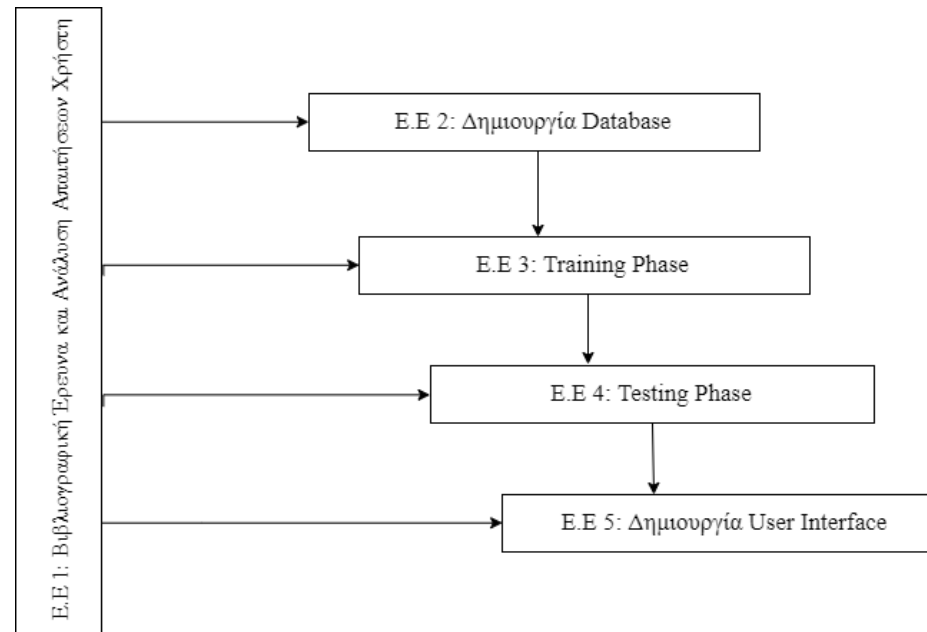 Ε.Ε 1: Βιβλιογραφική Έρευνα και Ανάλυση Απαιτήσεων Χρήστη
Ε.Ε 2: Δημιουργία Database
Ε.Ε 3: Training Phase
Ε.Ε 4: Testing Phase
Ε.Ε 5: Δημιουργία User Interface